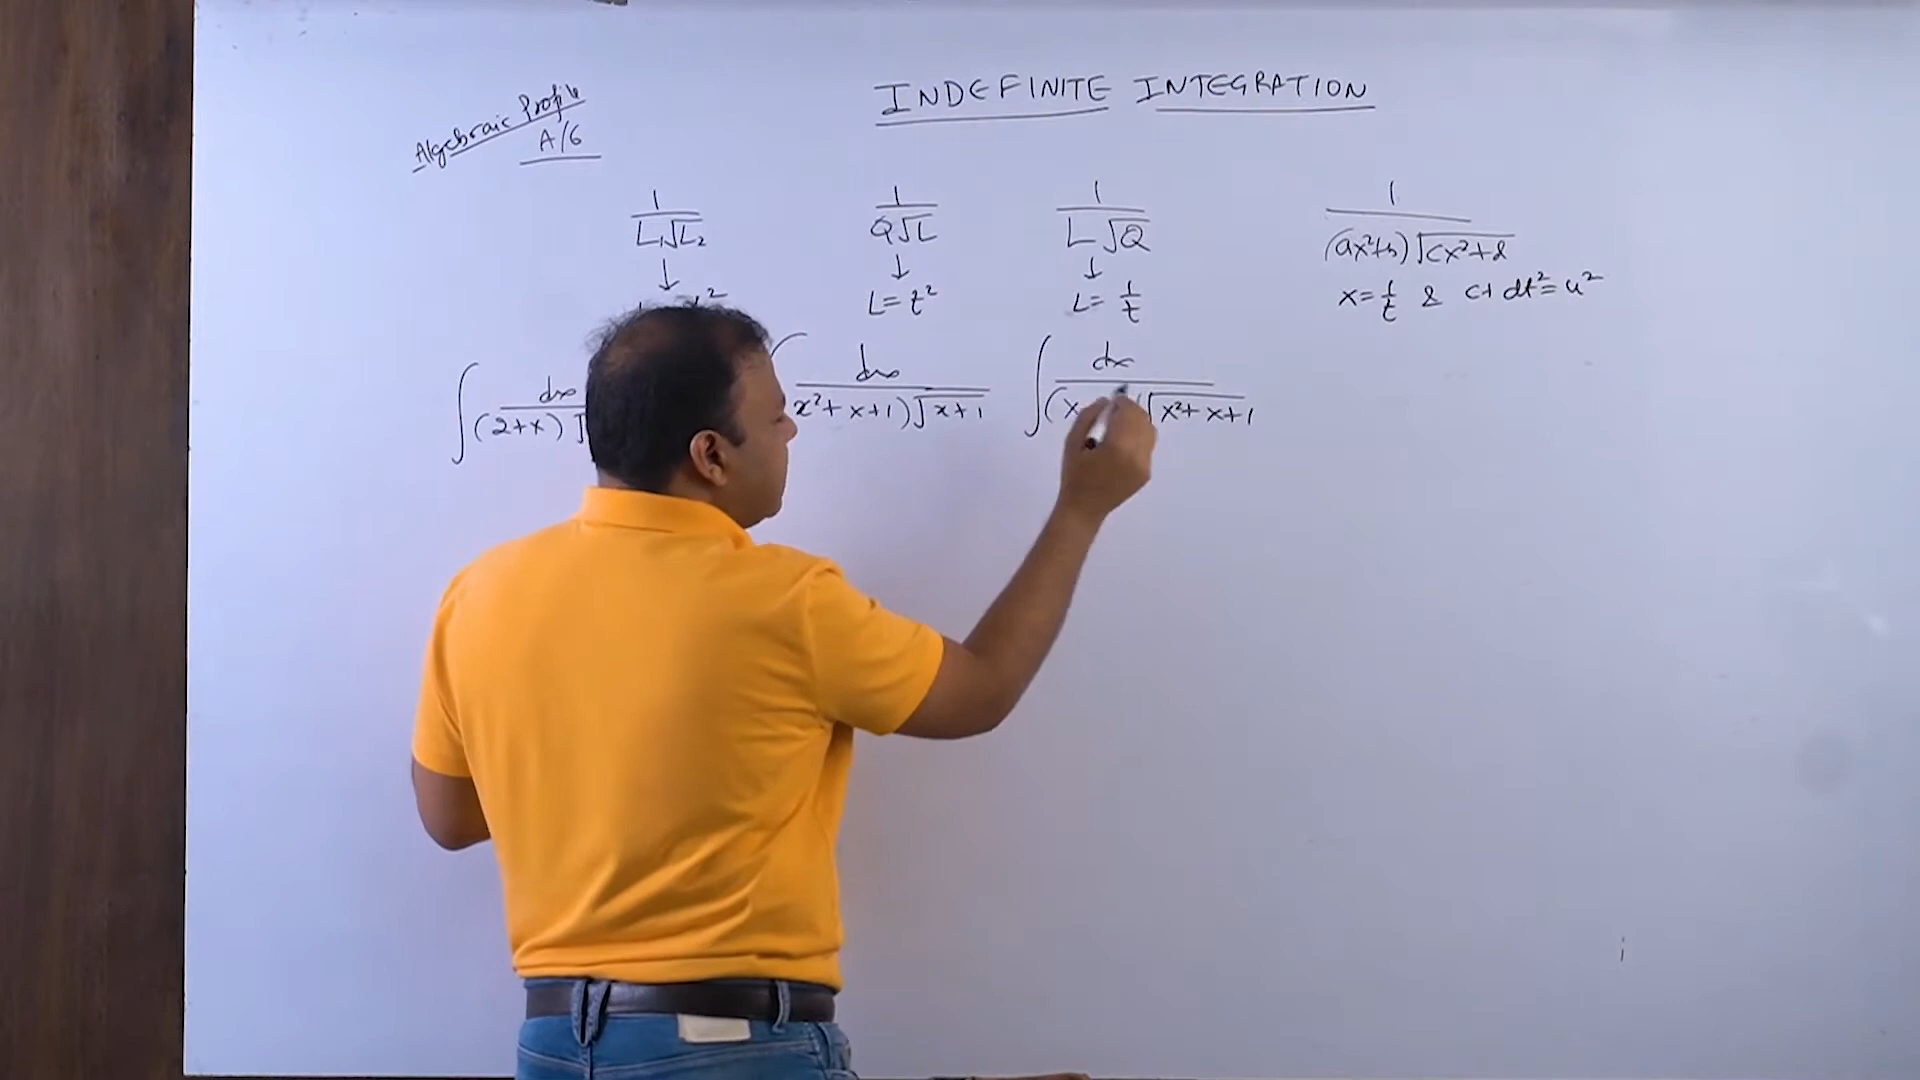 INDEFINITE INTEGRATION
Algebraic Profile
A/6
1/(L₁√L₂)
↓
1/(Q√L)
↓
L = t²
1/(L√Q)
↓
L = 1/t
1/((ax²+b)√(cx²+d))
x = 1/t & c+dt² = u²
∫ dx/((2+x)√
dx/(x²+x+1)√(x+1)
∫ dx/(x √(x²+x+1)